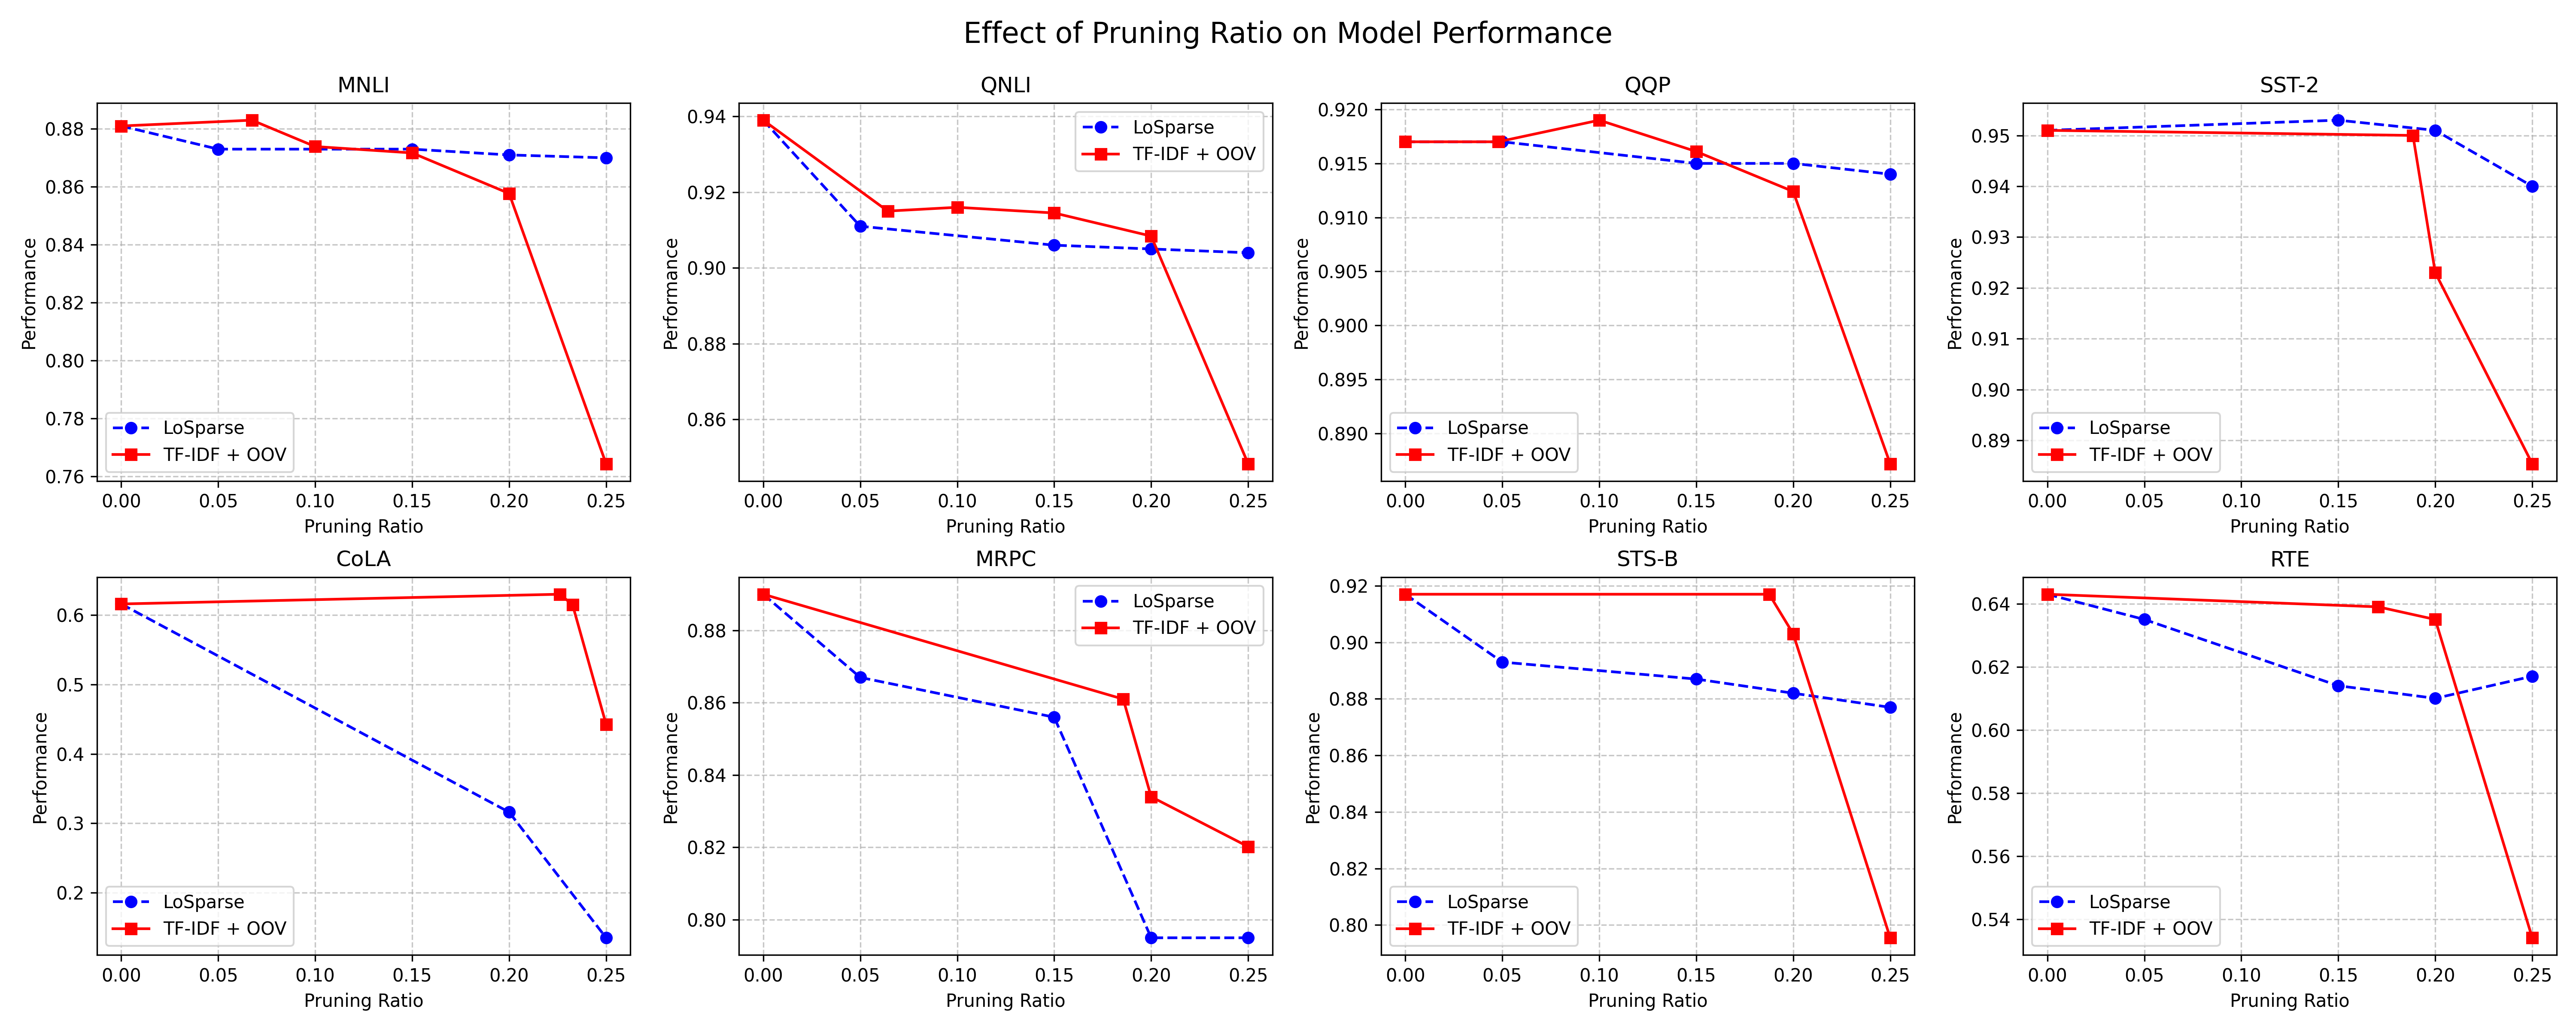 Effect of Pruning Ratio on Model Performance
MNLI
Performance
0.88
0.86
0.84
0.82
0.80
0.78
0.76
LoSparse
TF-IDF + OOV
0.00 0.05 0.10 0.15 0.20 0.25
Pruning Ratio
QNLI
Performance
0.94
0.92
0.90
0.88
0.86
LoSparse
TF-IDF + OOV
0.00 0.05 0.10 0.15 0.20 0.25
Pruning Ratio
QQP
Performance
0.920
0.915
0.910
0.905
0.900
0.895
0.890
LoSparse
TF-IDF + OOV
0.00 0.05 0.10 0.15 0.20 0.25
Pruning Ratio
SST-2
Performance
0.95
0.94
0.93
0.92
0.91
0.90
0.89
LoSparse
TF-IDF + OOV
0.00 0.05 0.10 0.15 0.20 0.25
Pruning Ratio
CoLA
Performance
0.6
0.5
0.4
0.3
0.2
LoSparse
TF-IDF + OOV
0.00 0.05 0.10 0.15 0.20 0.25
Pruning Ratio
MRPC
Performance
0.88
0.86
0.84
0.82
0.80
LoSparse
TF-IDF + OOV
0.00 0.05 0.10 0.15 0.20 0.25
Pruning Ratio
STS-B
Performance
0.92
0.90
0.88
0.86
0.84
0.82
0.80
LoSparse
TF-IDF + OOV
0.00 0.05 0.10 0.15 0.20 0.25
Pruning Ratio
RTE
Performance
0.64
0.62
0.60
0.58
0.56
0.54
LoSparse
TF-IDF + OOV
0.00 0.05 0.10 0.15 0.20 0.25
Pruning Ratio